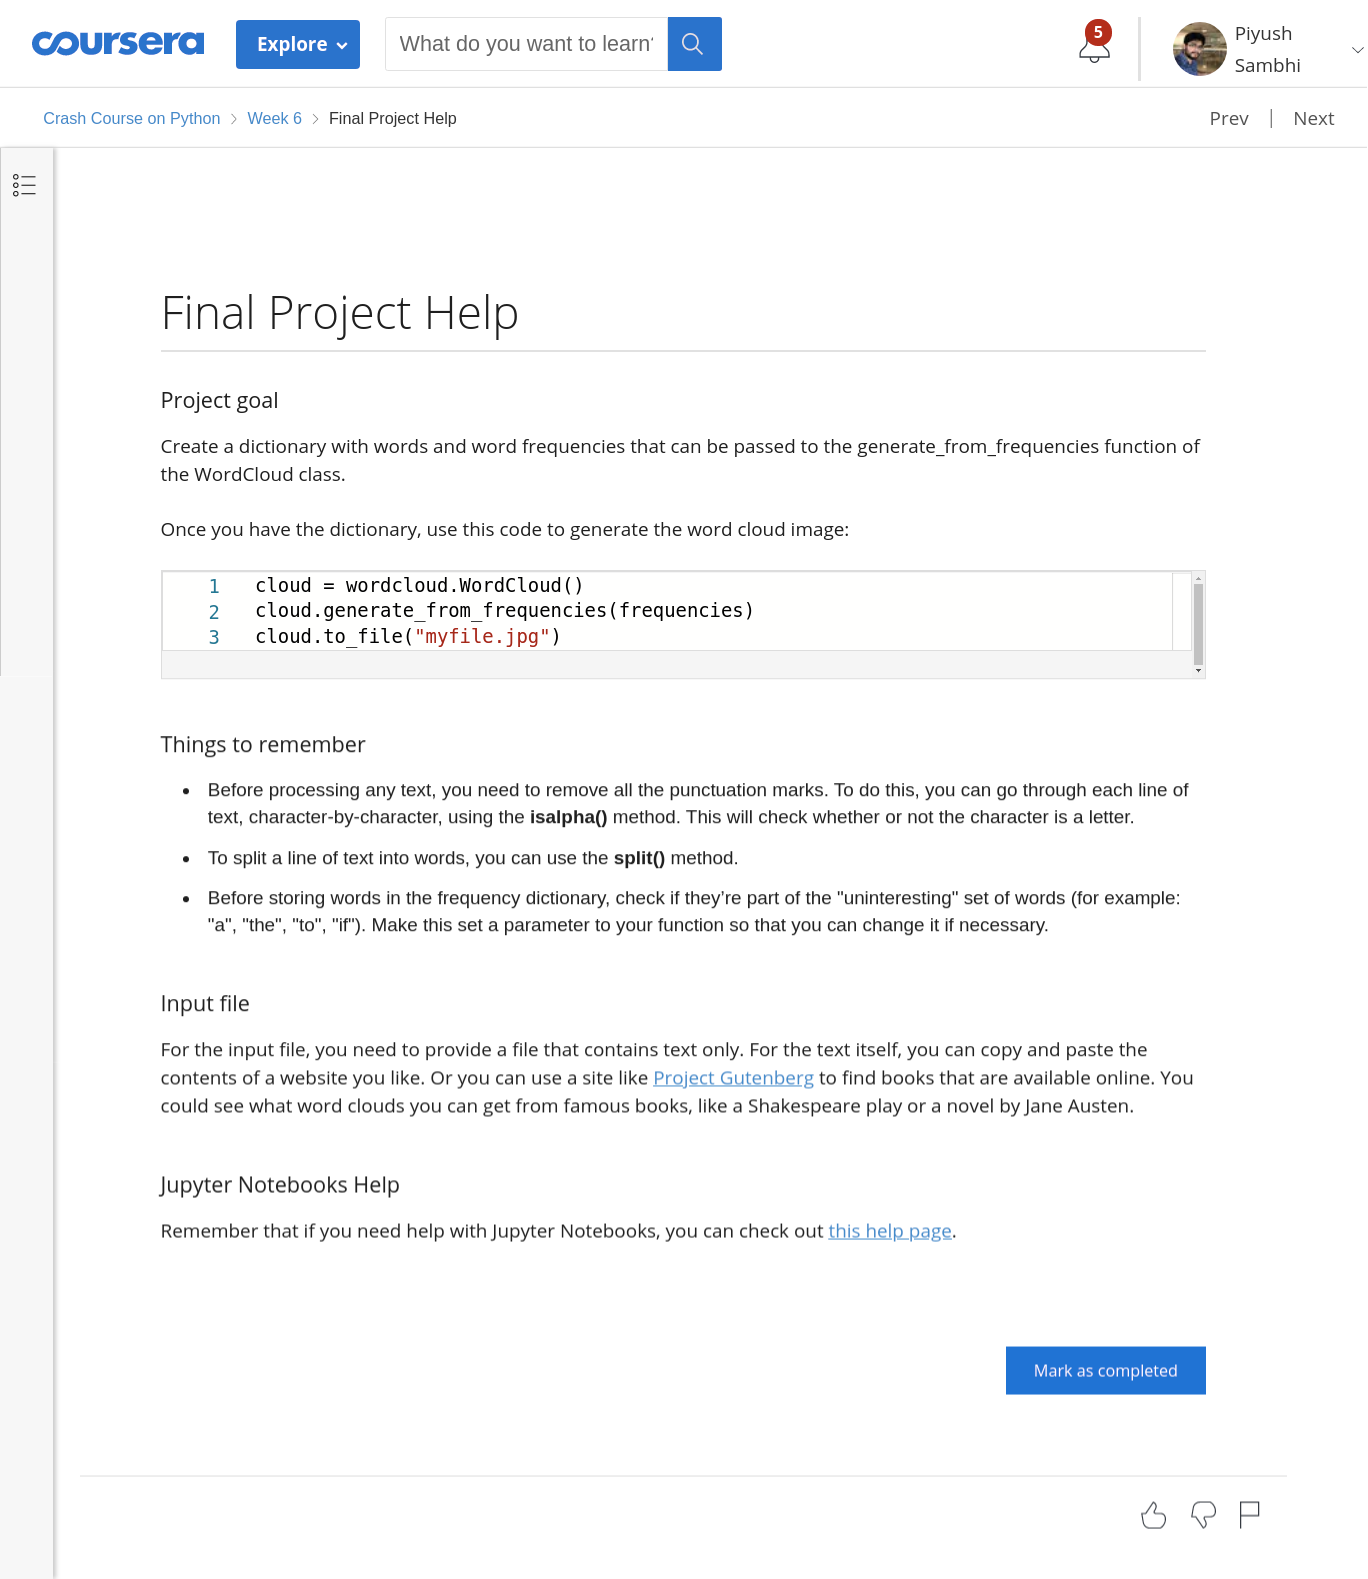 coursera
Explore
What do you want to learn?
5
Piyush
Sambhi
Crash Course on Python > Week 6 > Final Project Help
Prev | Next
Final Project Help
Project goal
Create a dictionary with words and word frequencies that can be passed to the generate_from_frequencies function of
the WordCloud class.
Once you have the dictionary, use this code to generate the word cloud image:
1 cloud = wordcloud.WordCloud()
2 cloud.generate_from_frequencies(frequencies)
3 cloud.to_file("myfile.jpg")
Things to remember
• Before processing any text, you need to remove all the punctuation marks. To do this, you can go through each line of
text, character-by-character, using the isalpha() method. This will check whether or not the character is a letter.
• To split a line of text into words, you can use the split() method.
• Before storing words in the frequency dictionary, check if they’re part of the "uninteresting" set of words (for example:
"a", "the", "to", "if"). Make this set a parameter to your function so that you can change it if necessary.
Input file
For the input file, you need to provide a file that contains text only. For the text itself, you can copy and paste the
contents of a website you like. Or you can use a site like Project Gutenberg to find books that are available online. You
could see what word clouds you can get from famous books, like a Shakespeare play or a novel by Jane Austen.
Jupyter Notebooks Help
Remember that if you need help with Jupyter Notebooks, you can check out this help page.
Mark as completed